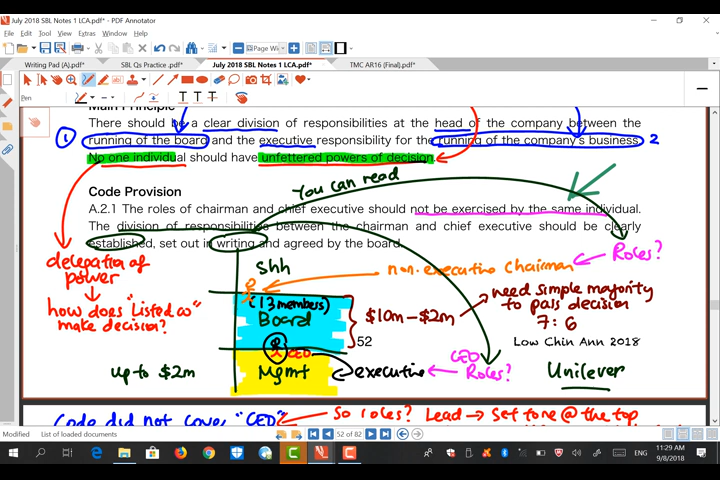 July 2018 SBL Notes 1 LCA.pdf* - PDF Annotator
File Edit Tools View Extras Window Help
Page Wi
Writing Pad (A).pdf*
SBL Qs Practice .pdf*
July 2018 SBL Notes 1 LCA.pdf*
TMC AR16 (Final).pdf*
Pen
Main Principle
There should be a clear division of responsibilities at the head of the company between the
① running of the board and the executive responsibility for the running of the company's business. 2
No one individual should have unfettered powers of decision.
You can read
Code Provision
A.2.1 The roles of chairman and chief executive should not be exercised by the same individual.
The division of responsibilities between the chairman and chief executive should be clearly
established, set out in writing and agreed by the board.
Roles?
delegation of
power
Shh
non-executive Chairman
how does "Listed co"
make decision?
(13 members)
Board
$10m - $2m
need simple majority
to pass decision
7 : 6
52
Low Chin Ann 2018
CEO
up to $2m
Mgmt
executive
CEO
Roles?
Unilever
Code did not cover "CEO"
So roles? Lead → Set tone @ the top
Modified
List of loaded documents
52 of 82
ENG
11:29 AM
9/8/2018